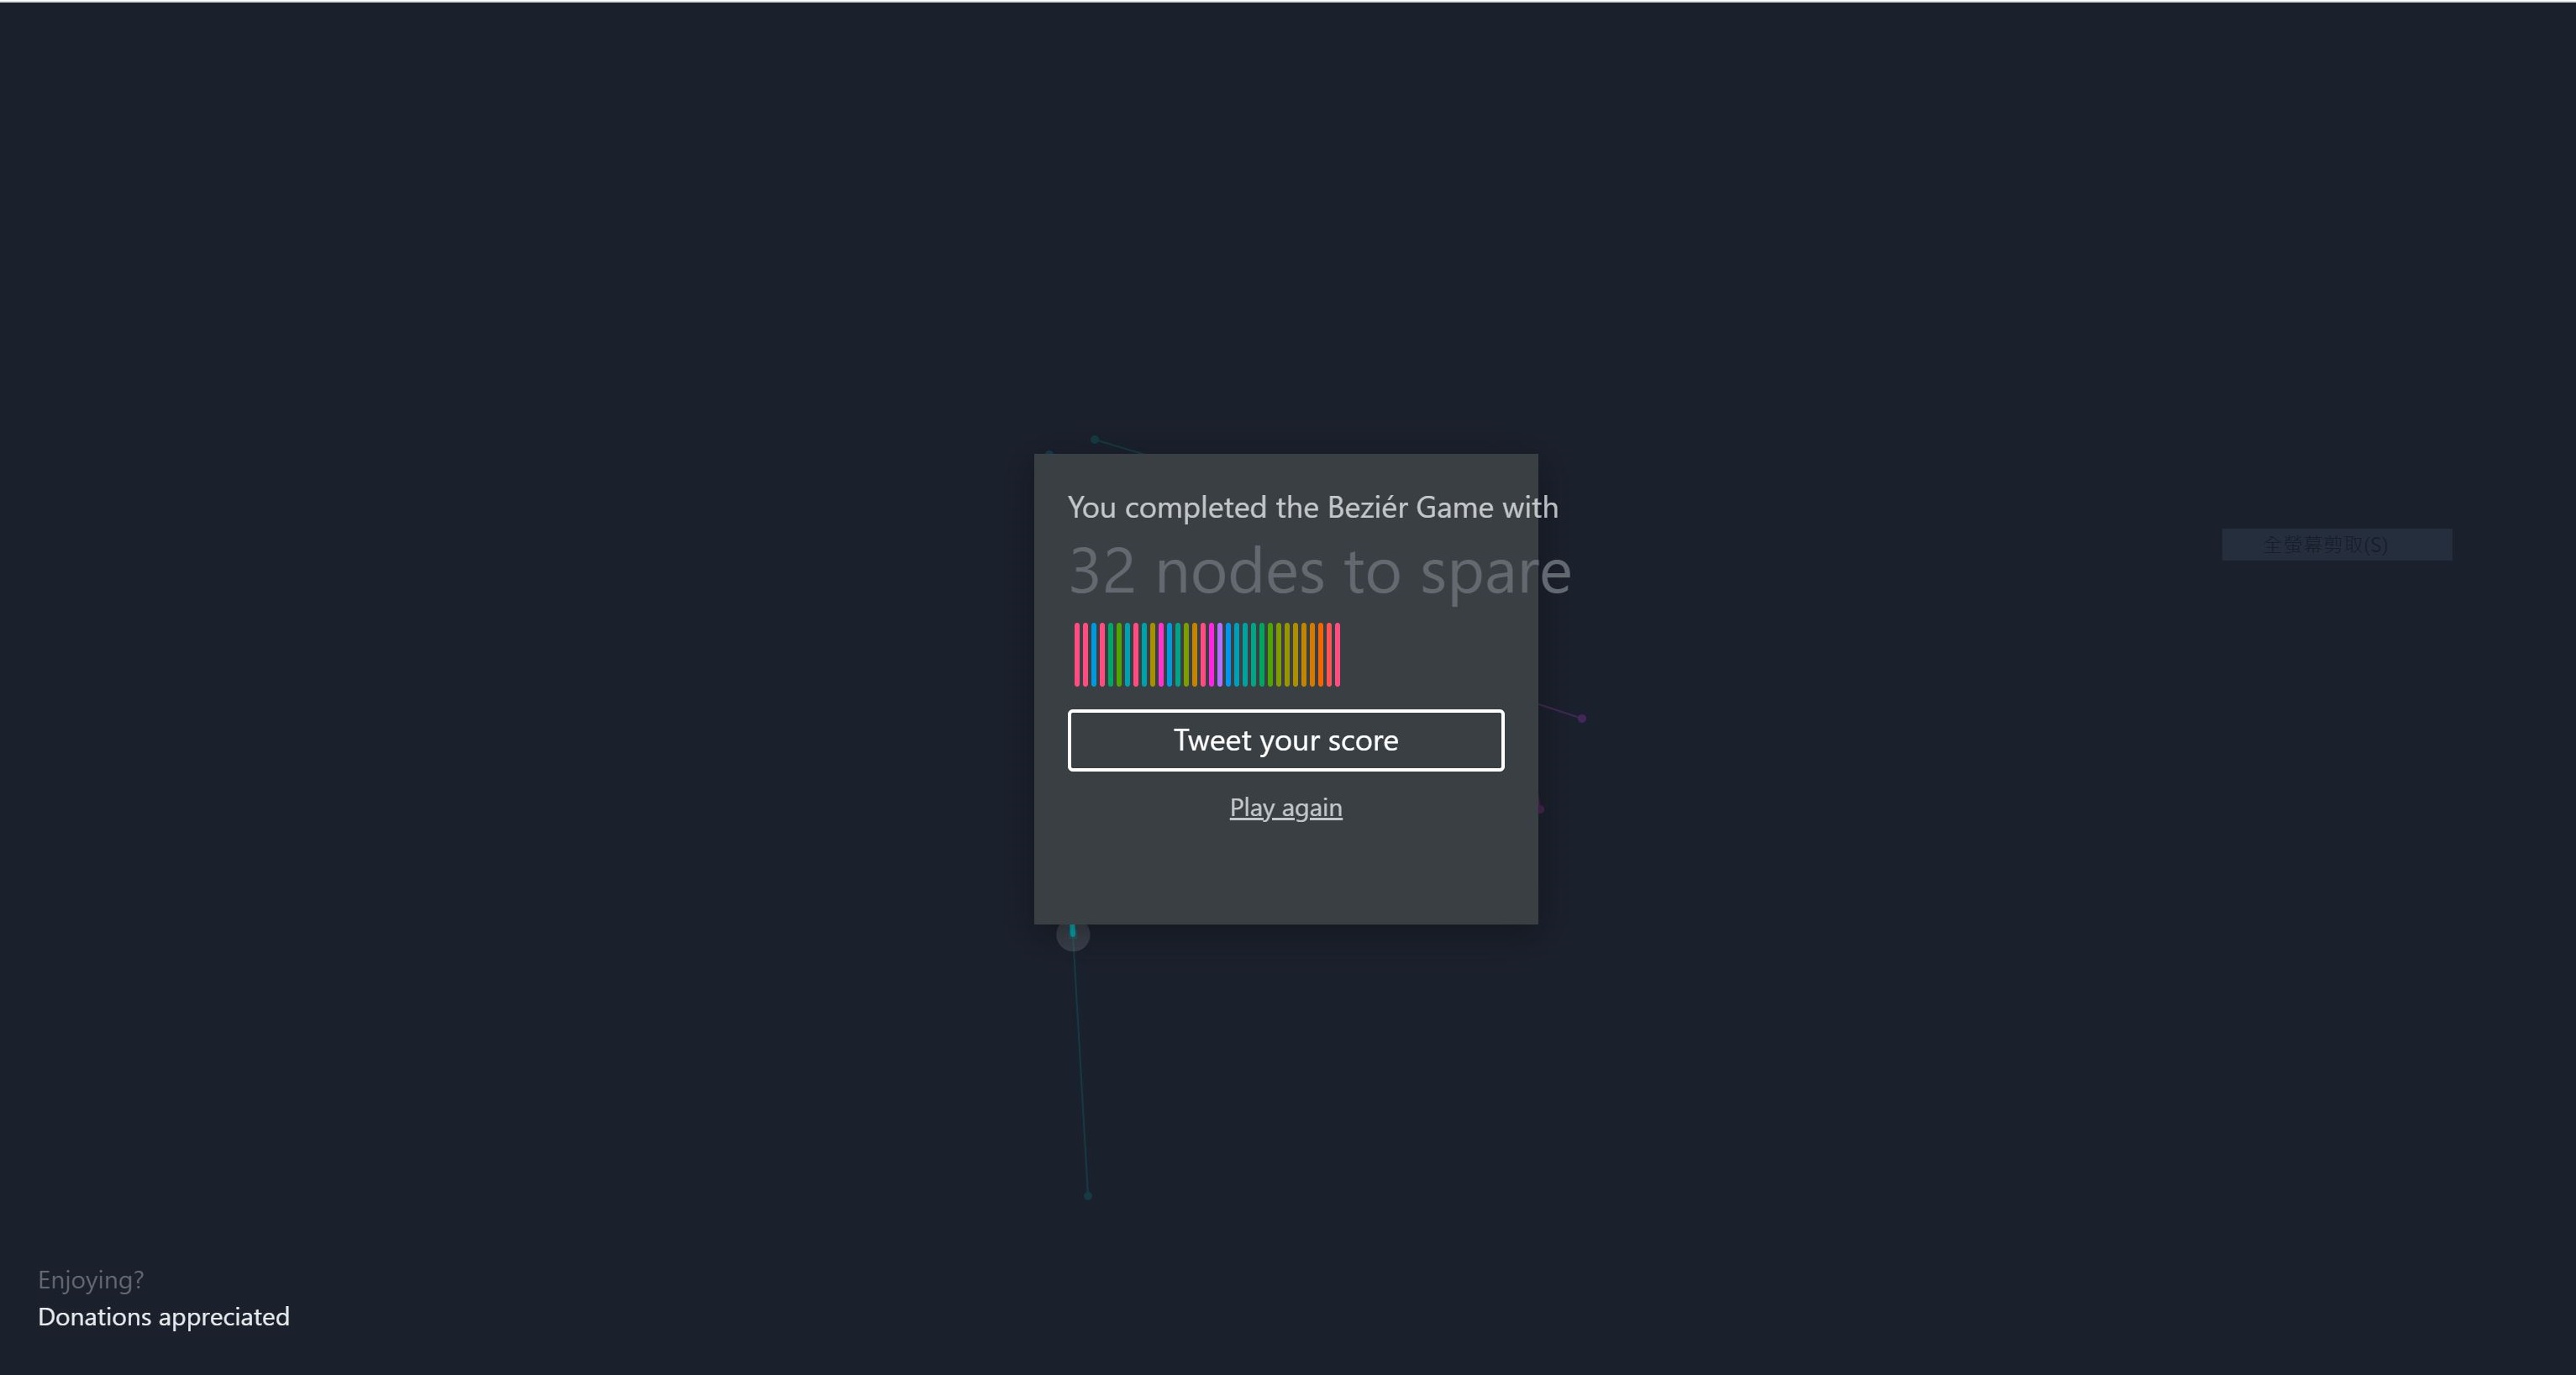 You completed the Beziér Game with
32 nodes to spare
全螢幕剪取(S)
Tweet your score
Play again
Enjoying?
Donations appreciated